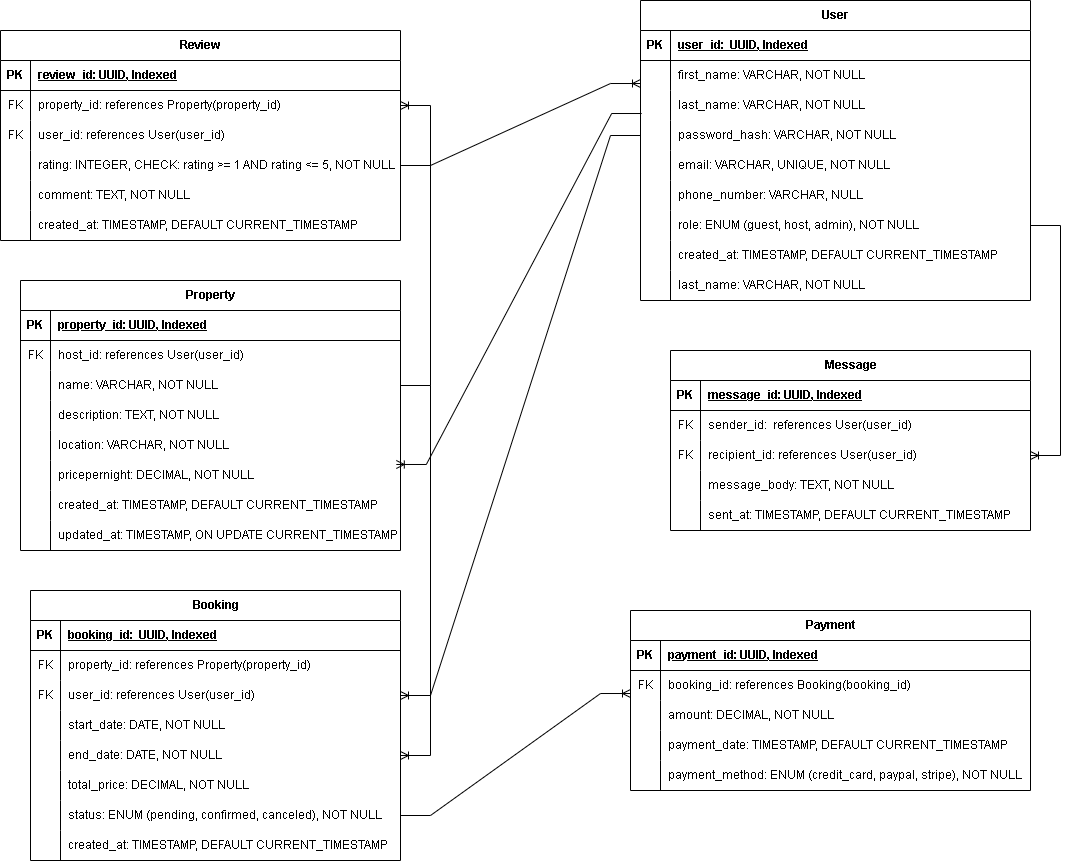 Review
PK review_id: UUID, Indexed
FK property_id: references Property(property_id)
FK user_id: references User(user_id)
rating: INTEGER, CHECK: rating >= 1 AND rating <= 5, NOT NULL
comment: TEXT, NOT NULL
created_at: TIMESTAMP, DEFAULT CURRENT_TIMESTAMP
User
PK user_id: UUID, Indexed
first_name: VARCHAR, NOT NULL
last_name: VARCHAR, NOT NULL
password_hash: VARCHAR, NOT NULL
email: VARCHAR, UNIQUE, NOT NULL
phone_number: VARCHAR, NULL
role: ENUM (guest, host, admin), NOT NULL
created_at: TIMESTAMP, DEFAULT CURRENT_TIMESTAMP
last_name: VARCHAR, NOT NULL
Property
PK property_id: UUID, Indexed
FK host_id: references User(user_id)
name: VARCHAR, NOT NULL
description: TEXT, NOT NULL
location: VARCHAR, NOT NULL
pricepernight: DECIMAL, NOT NULL
created_at: TIMESTAMP, DEFAULT CURRENT_TIMESTAMP
updated_at: TIMESTAMP, ON UPDATE CURRENT_TIMESTAMP
Message
PK message_id: UUID, Indexed
FK sender_id: references User(user_id)
FK recipient_id: references User(user_id)
message_body: TEXT, NOT NULL
sent_at: TIMESTAMP, DEFAULT CURRENT_TIMESTAMP
Booking
PK booking_id: UUID, Indexed
FK property_id: references Property(property_id)
FK user_id: references User(user_id)
start_date: DATE, NOT NULL
end_date: DATE, NOT NULL
total_price: DECIMAL, NOT NULL
status: ENUM (pending, confirmed, canceled), NOT NULL
created_at: TIMESTAMP, DEFAULT CURRENT_TIMESTAMP
Payment
PK payment_id: UUID, Indexed
FK booking_id: references Booking(booking_id)
amount: DECIMAL, NOT NULL
payment_date: TIMESTAMP, DEFAULT CURRENT_TIMESTAMP
payment_method: ENUM (credit_card, paypal, stripe), NOT NULL